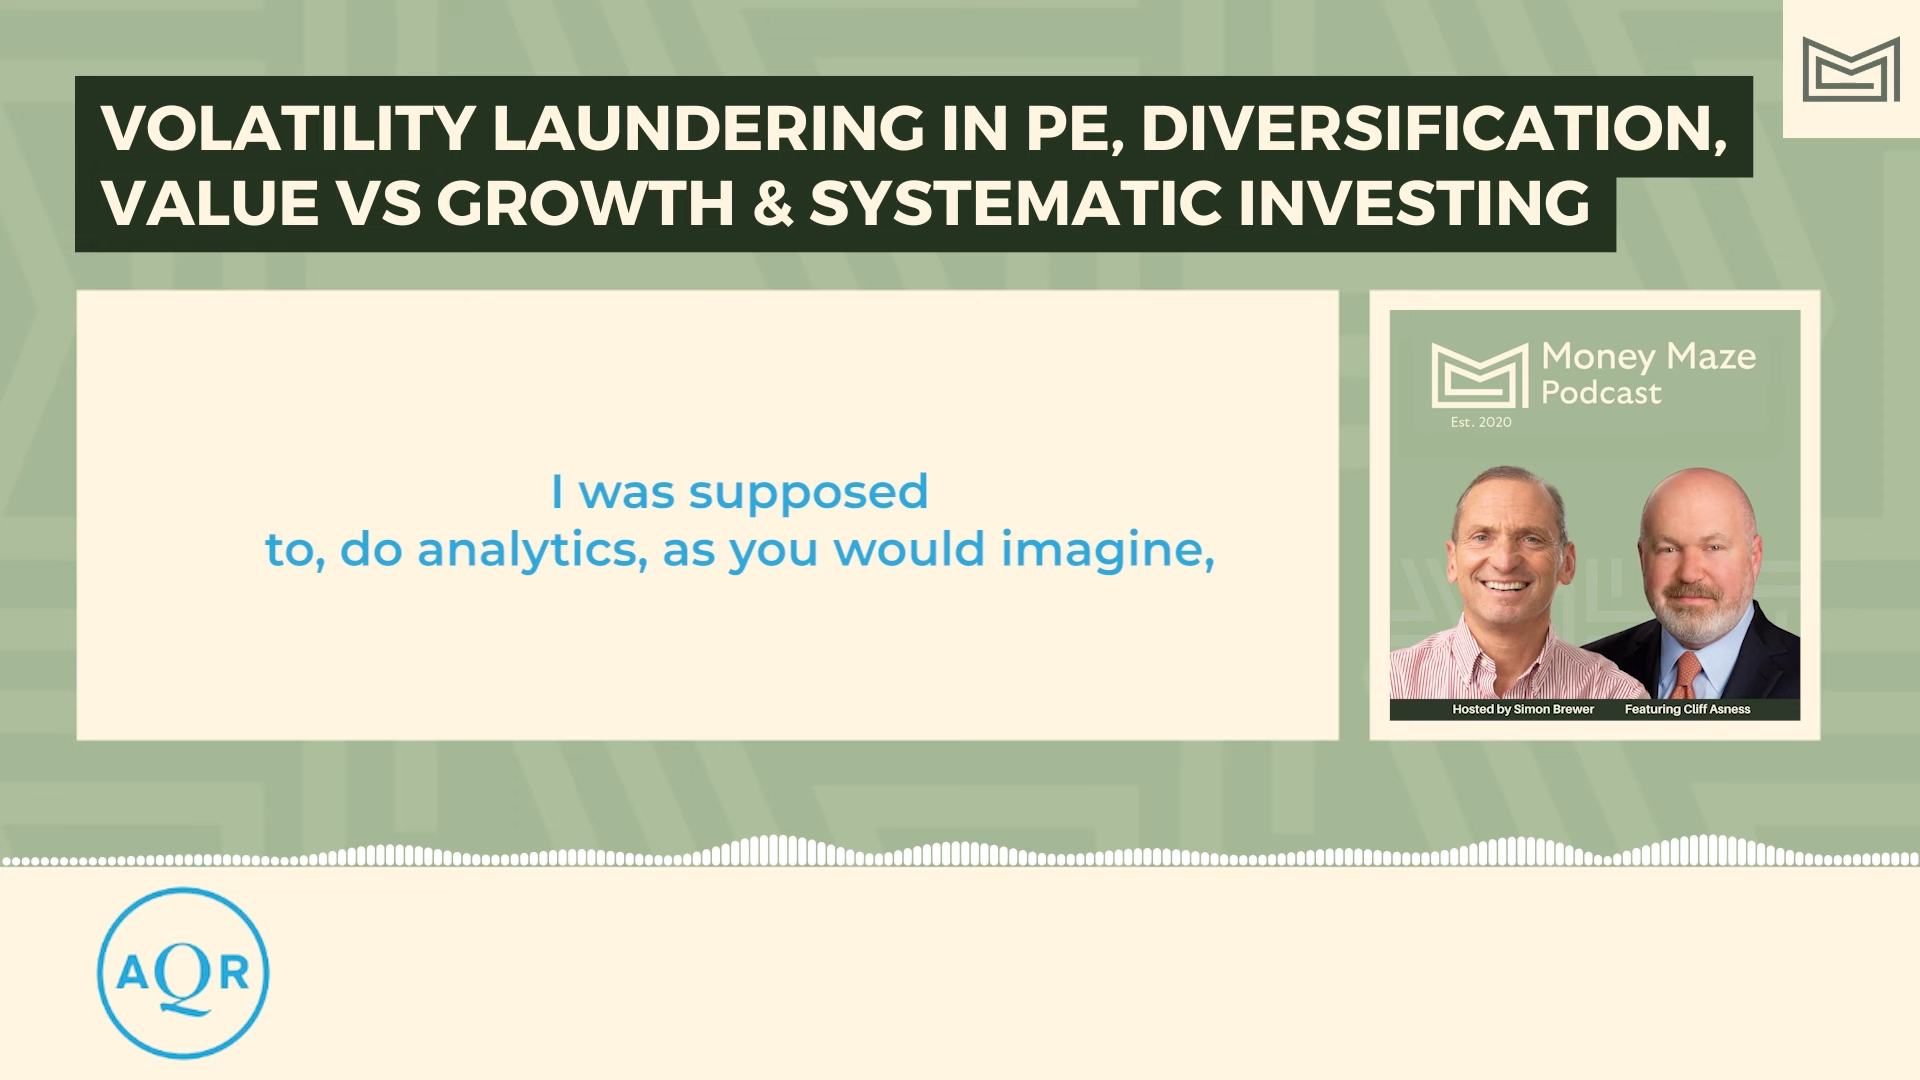 VOLATILITY LAUNDERING IN PE, DIVERSIFICATION,
VALUE VS GROWTH & SYSTEMATIC INVESTING
I was supposed
to, do analytics, as you would imagine,
Money Maze
Podcast
Est. 2020
Hosted by Simon Brewer
Featuring Cliff Asness
AQR